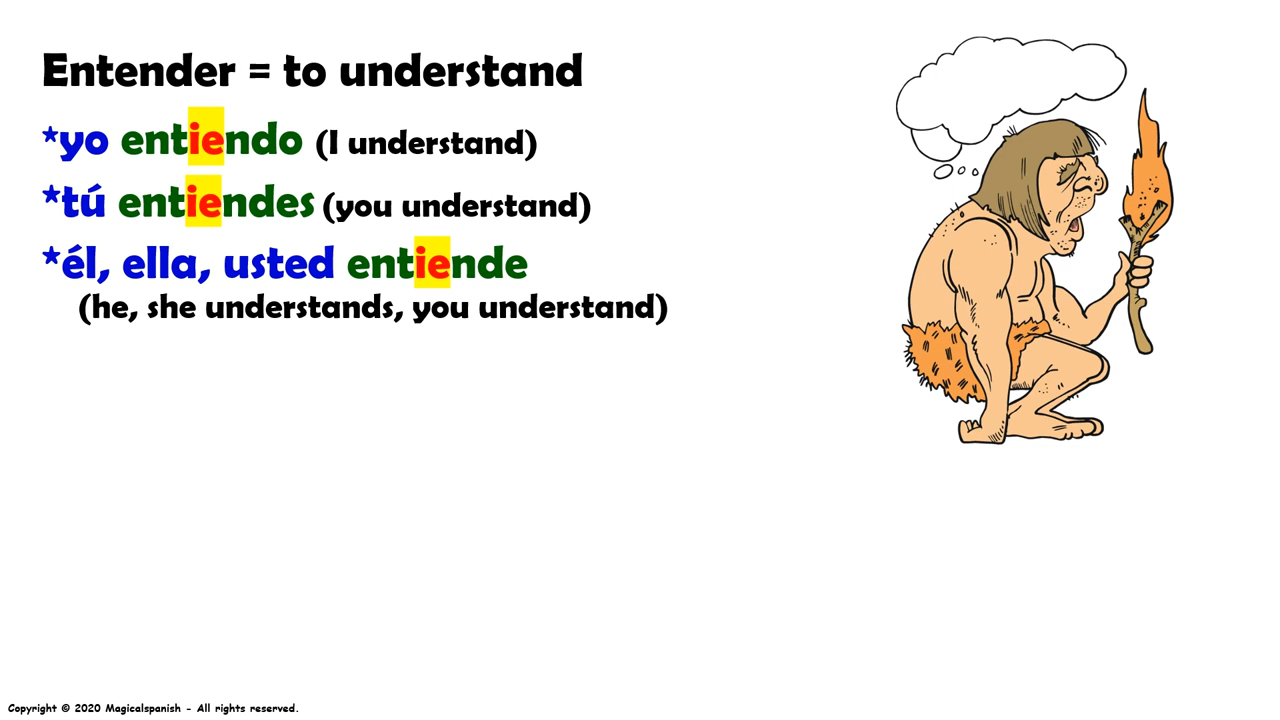 Entender = to understand
*yo entiendo (I understand)
*tú entiendes (you understand)
*él, ella, usted entiende
(he, she understands, you understand)
Copyright © 2020 Magicalspanish - All rights reserved.